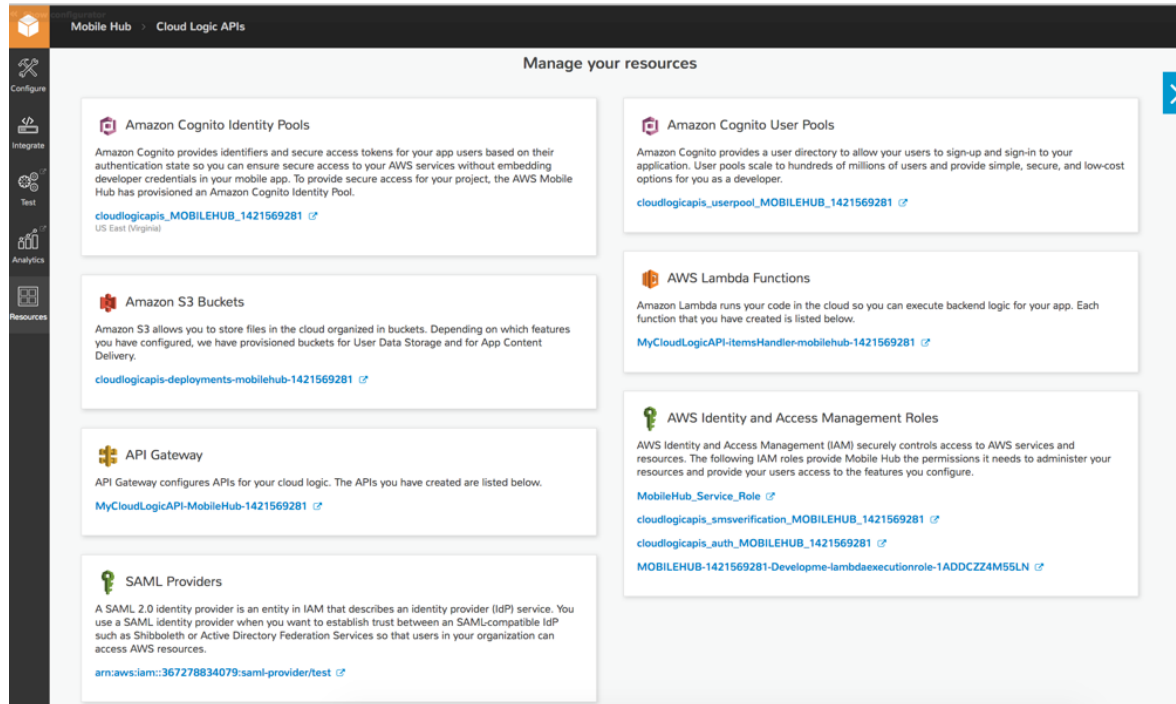 Mobile Hub > Cloud Logic APIs
Configure
Integrate
Test
Analytics
Resources
Manage your resources
Amazon Cognito Identity Pools
Amazon Cognito provides identifiers and secure access tokens for your app users based on their
authentication state so you can ensure secure access to your AWS services without embedding
developer credentials in your mobile app. To provide secure access for your project, the AWS Mobile
Hub has provisioned an Amazon Cognito Identity Pool.
cloudlogicapis_MOBILEHUB_1421569281
US East (Virginia)
Amazon S3 Buckets
Amazon S3 allows you to store files in the cloud organized in buckets. Depending on which features
you have configured, we have provisioned buckets for User Data Storage and for App Content
Delivery.
cloudlogicapis-deployments-mobilehub-1421569281
API Gateway
API Gateway configures APIs for your cloud logic. The APIs you have created are listed below.
MyCloudLogicAPI-MobileHub-1421569281
SAML Providers
A SAML 2.0 identity provider is an entity in IAM that describes an identity provider (IdP) service. You
use a SAML identity provider when you want to establish trust between an SAML-compatible IdP
such as Shibboleth or Active Directory Federation Services so that users in your organization can
access AWS resources.
arn:aws:iam::367278834079:saml-provider/test
Amazon Cognito User Pools
Amazon Cognito provides a user directory to allow your users to sign-up and sign-in to your
application. User pools scale to hundreds of millions of users and provide simple, secure, and low-cost
options for you as a developer.
cloudlogicapis_userpool_MOBILEHUB_1421569281
AWS Lambda Functions
Amazon Lambda runs your code in the cloud so you can execute backend logic for your app. Each
function that you have created is listed below.
MyCloudLogicAPI-itemsHandler-mobilehub-1421569281
AWS Identity and Access Management Roles
AWS Identity and Access Management (IAM) securely controls access to AWS services and
resources. The following IAM roles provide Mobile Hub the permissions it needs to administer your
resources and provide your users access to the features you configure.
MobileHub_Service_Role
cloudlogicapis_smsverification_MOBILEHUB_1421569281
cloudlogicapis_auth_MOBILEHUB_1421569281
MOBILEHUB-1421569281-Developme-lambdaexecutionrole-1ADDCZZ4M55LN